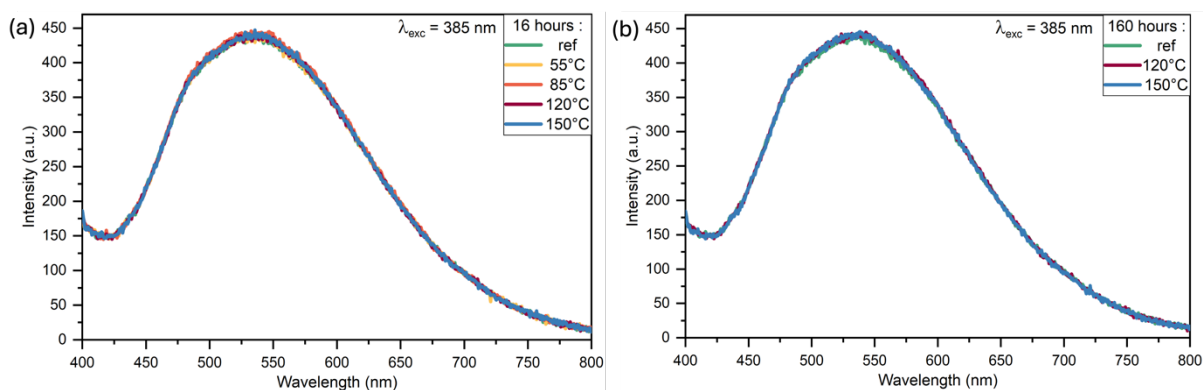 (a)
λexc = 385 nm
16 hours :
ref
55°C
85°C
120°C
150°C
Intensity (a.u.)
450
400
350
300
250
200
150
100
50
0
400 450 500 550 600 650 700 750 800
Wavelength (nm)
(b)
λexc = 385 nm
160 hours :
ref
120°C
150°C
Intensity (a.u.)
450
400
350
300
250
200
150
100
50
0
400 450 500 550 600 650 700 750 800
Wavelength (nm)